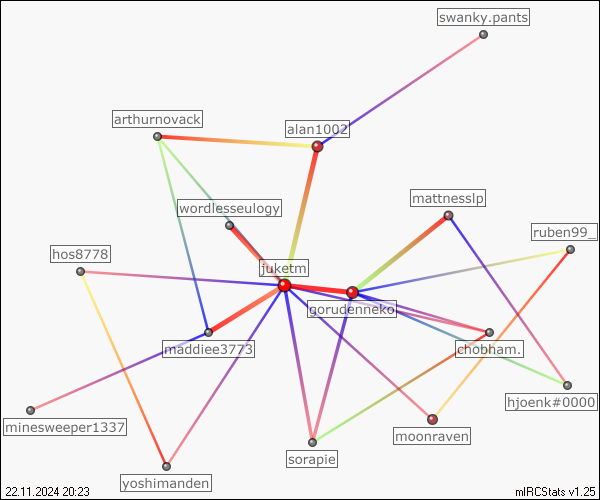 swanky.pants
arthurnovack
alan1002
mattnesslp
wordlesseulogy
ruben99_
hos8778
juketm
gorudenneko
maddiee3773
chobham.
hjoenk#0000
minesweeper1337
moonraven
sorapie
yoshimanden
22.11.2024 20:23
mIRCStats v1.25